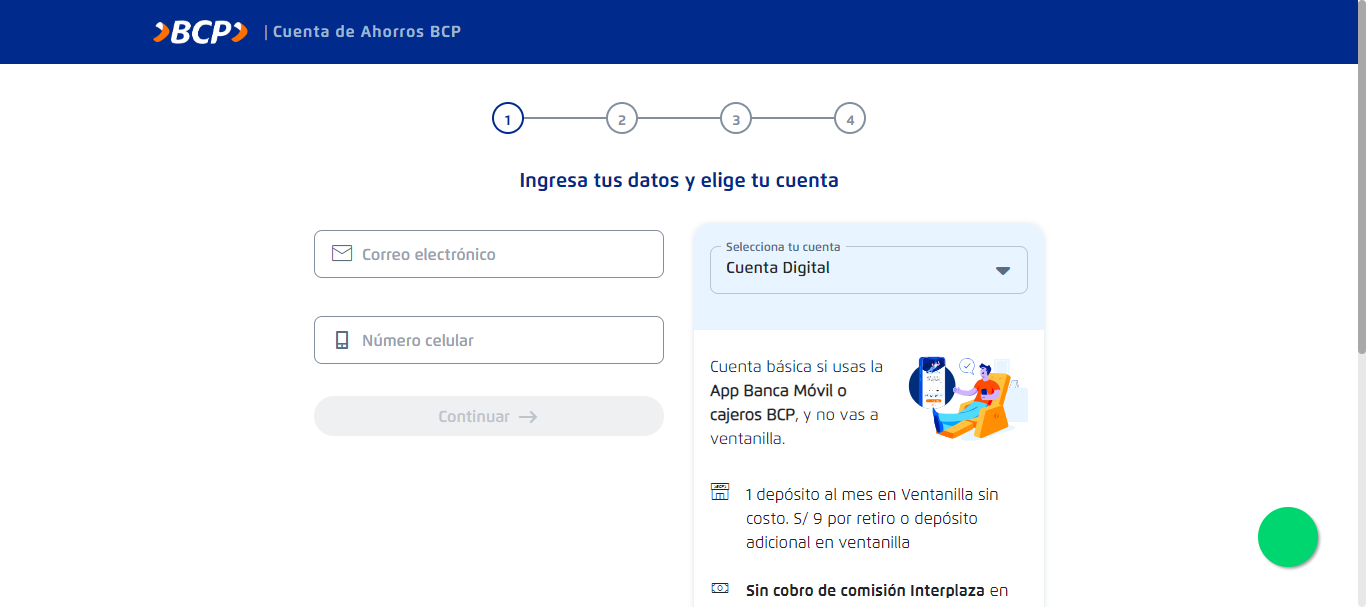 BCP | Cuenta de Ahorros BCP
1 2 3 4
Ingresa tus datos y elige tu cuenta
Correo electrónico
Número celular
Continuar
Selecciona tu cuenta
Cuenta Digital
Cuenta básica si usas la
App Banca Móvil o
cajeros BCP, y no vas a
ventanilla.
1 depósito al mes en Ventanilla sin
costo. S/ 9 por retiro o depósito
adicional en ventanilla
Sin cobro de comisión Interplaza en